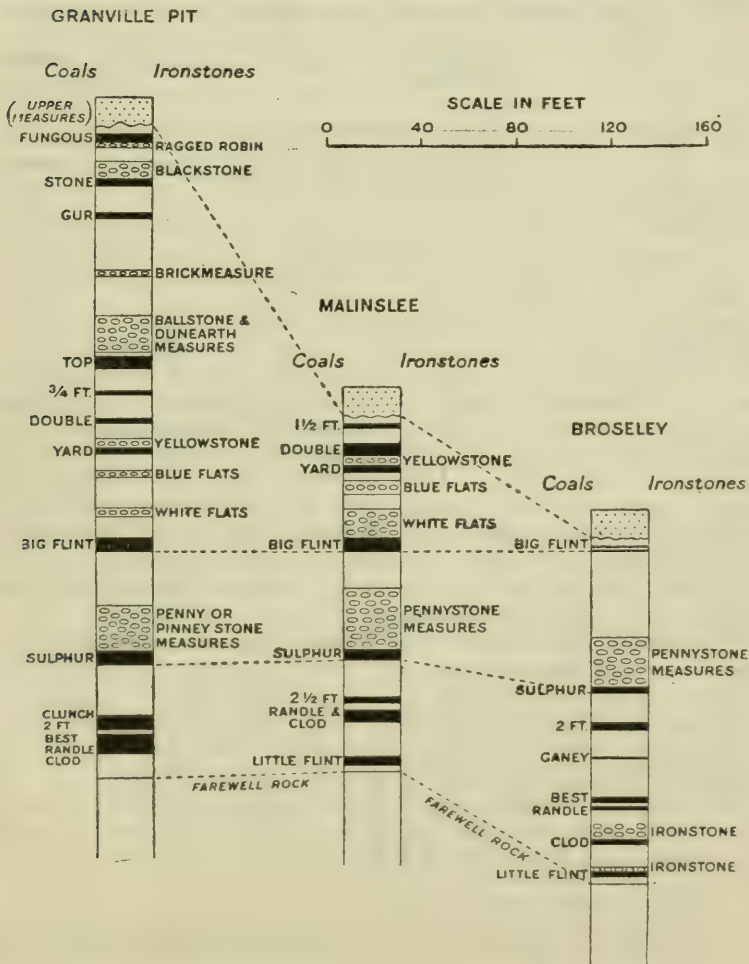 GRANVILLE PIT
Coals Ironstones
(UPPER
MEASURES)
FUNGOUS
RAGGED ROBIN
BLACKSTONE
STONE
GUR
BRICKMEASURE
BALLSTONE &
DUNEARTH
MEASURES
TOP
3/4 FT.
DOUBLE
YELLOWSTONE
YARD
BLUE FLATS
WHITE FLATS
BIG FLINT
PENNY OR
PINNEY STONE
MEASURES
SULPHUR
CLUNCH
2 FT
BEST
RANDLE
CLOD
SCALE IN FEET
0 40 80 120 160
MALINSLEE
Coals Ironstones
1½ FT.
DOUBLE
YELLOWSTONE
YARD
BLUE FLATS
WHITE FLATS
BIG FLINT
PENNYSTONE
MEASURES
SULPHUR
2½ FT
RANDLE &
CLOD
LITTLE FLINT
FAREWELL ROCK
BROSELEY
Coals Ironstones
BIG FLINT
PENNYSTONE
MEASURES
SULPHUR
2 FT.
GANEY
BEST
RANDLE
IRONSTONE
CLOD
IRONSTONE
LITTLE FLINT
FAREWELL ROCK